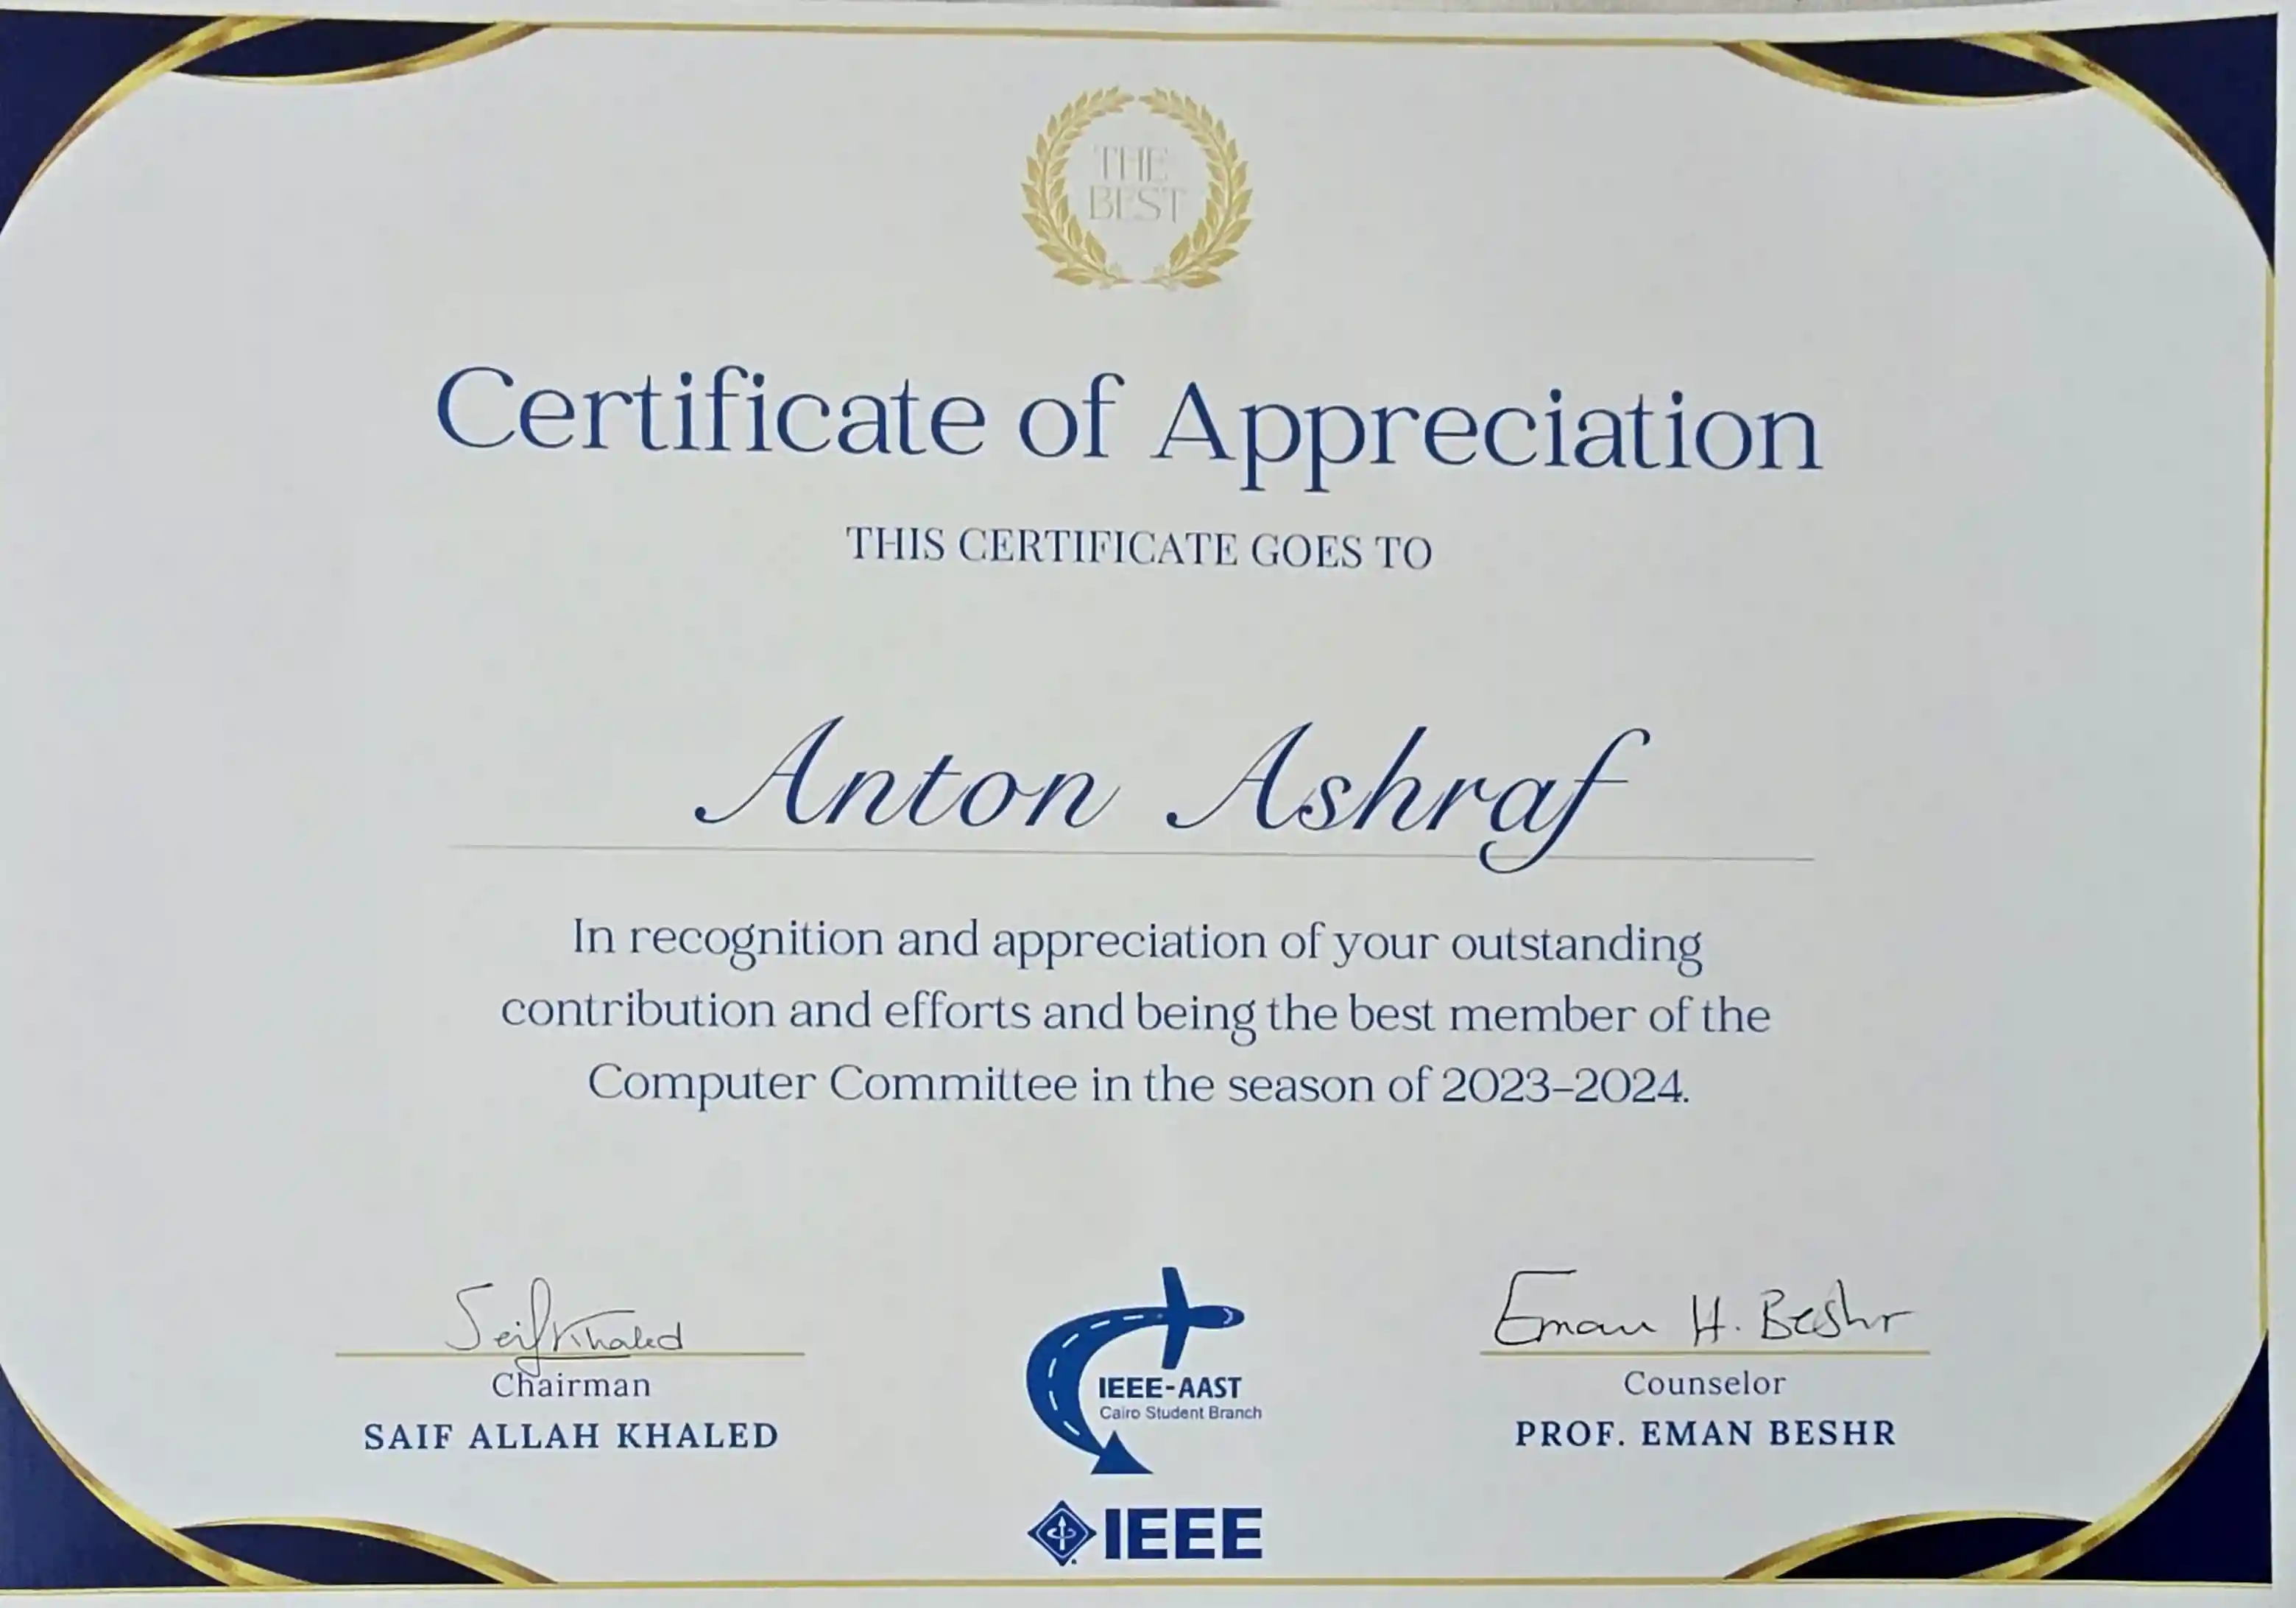 THE
BEST
Certificate of Appreciation
THIS CERTIFICATE GOES TO
Anton Ashraf
In recognition and appreciation of your outstanding
contribution and efforts and being the best member of the
Computer Committee in the season of 2023-2024.
Seif Khaled
Chairman
SAIF ALLAH KHALED
IEEE-AAST
Cairo Student Branch
IEEE
Eman H. Beshr
Counselor
PROF. EMAN BESHR